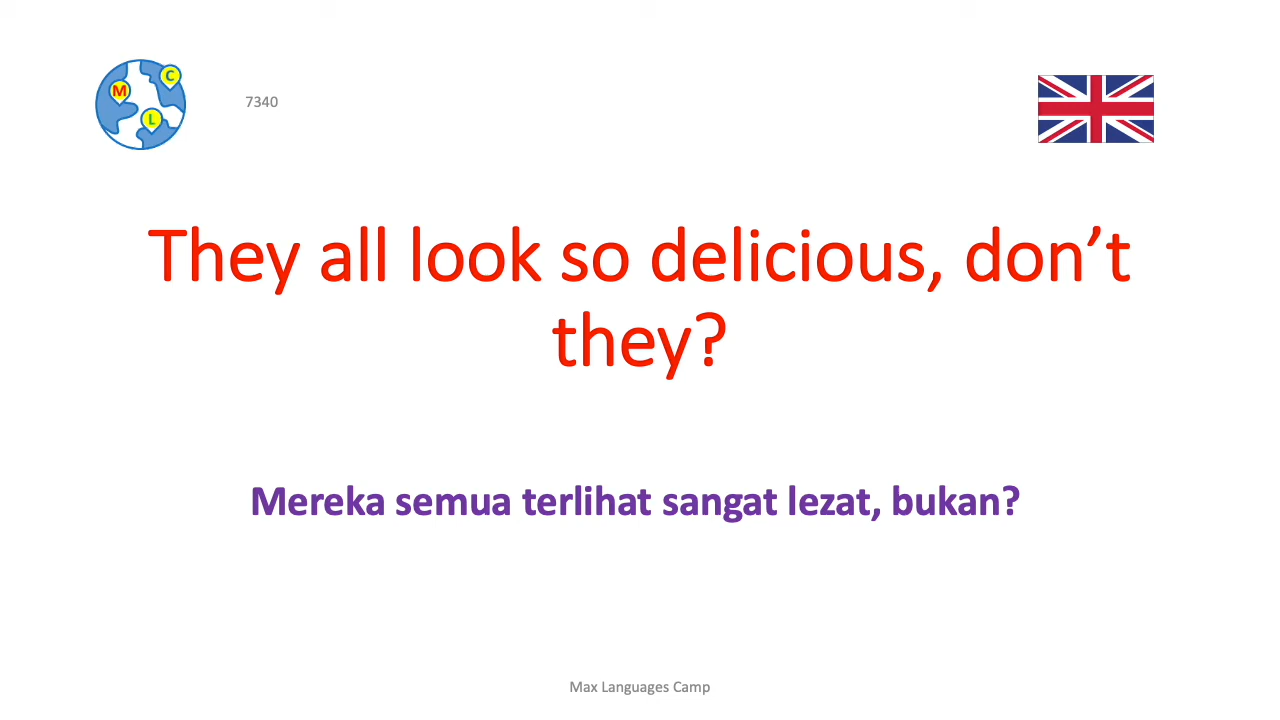 C
M
L
7340
They all look so delicious, don’t
they?
Mereka semua terlihat sangat lezat, bukan?
Max Languages Camp